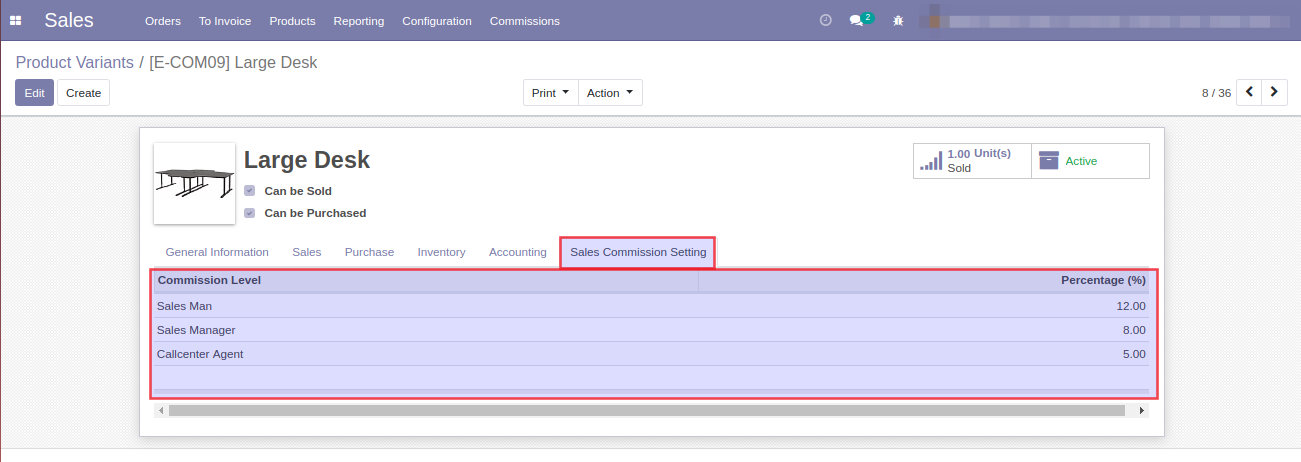 Sales Orders To Invoice Products Reporting Configuration Commissions 2
Product Variants / [E-COM09] Large Desk
Edit Create Print Action 8 / 36
Large Desk
1.00 Unit(s)
Sold
Active
Can be Sold
Can be Purchased
General Information Sales Purchase Inventory Accounting Sales Commission Setting
Commission Level Percentage (%)
Sales Man 12.00
Sales Manager 8.00
Callcenter Agent 5.00